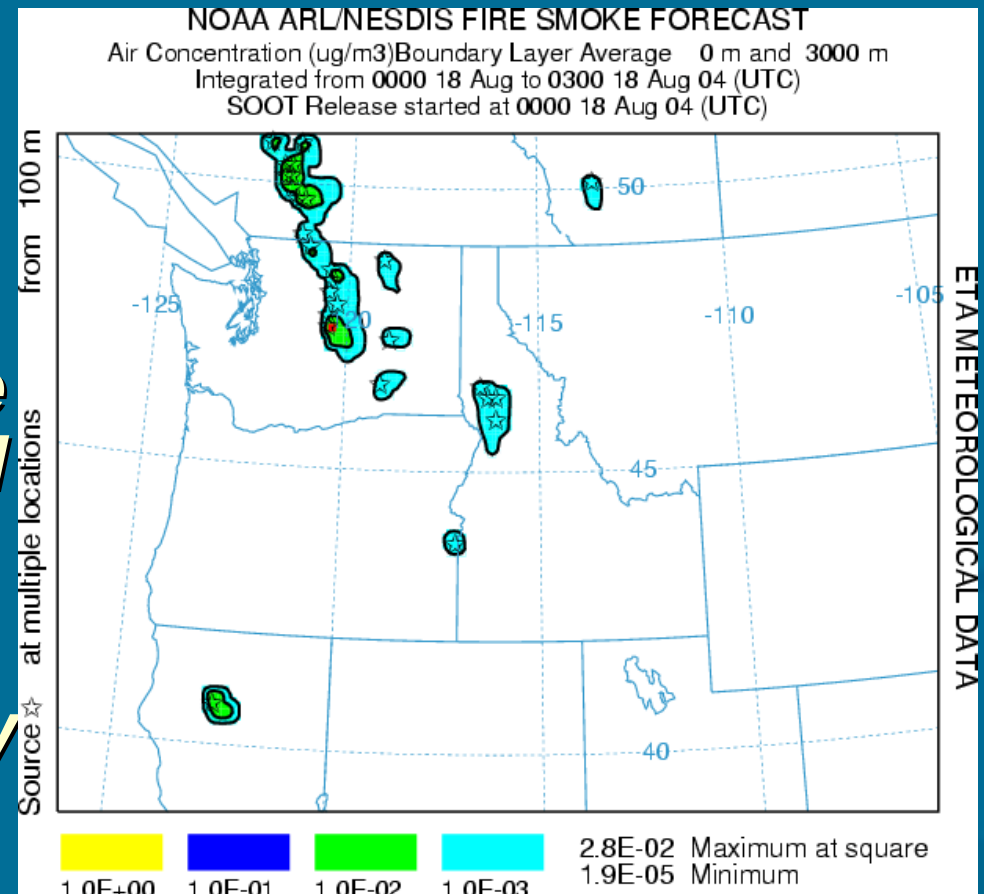 NOAA ARL/NESDIS FIRE SMOKE FORECAST
Air Concentration (ug/m3)Boundary Layer Average 0 m and 3000 m
Integrated from 0000 18 Aug to 0300 18 Aug 04 (UTC)
SOOT Release started at 0000 18 Aug 04 (UTC)
Source ☆ at multiple locations from 100 m
50
-125
20
-115
-110
-105
45
40
ETA METEOROLOGICAL DATA
1.0E+00 1.0E-01 1.0E-02 1.0E-03
2.8E-02 Maximum at square
1.9E-05 Minimum